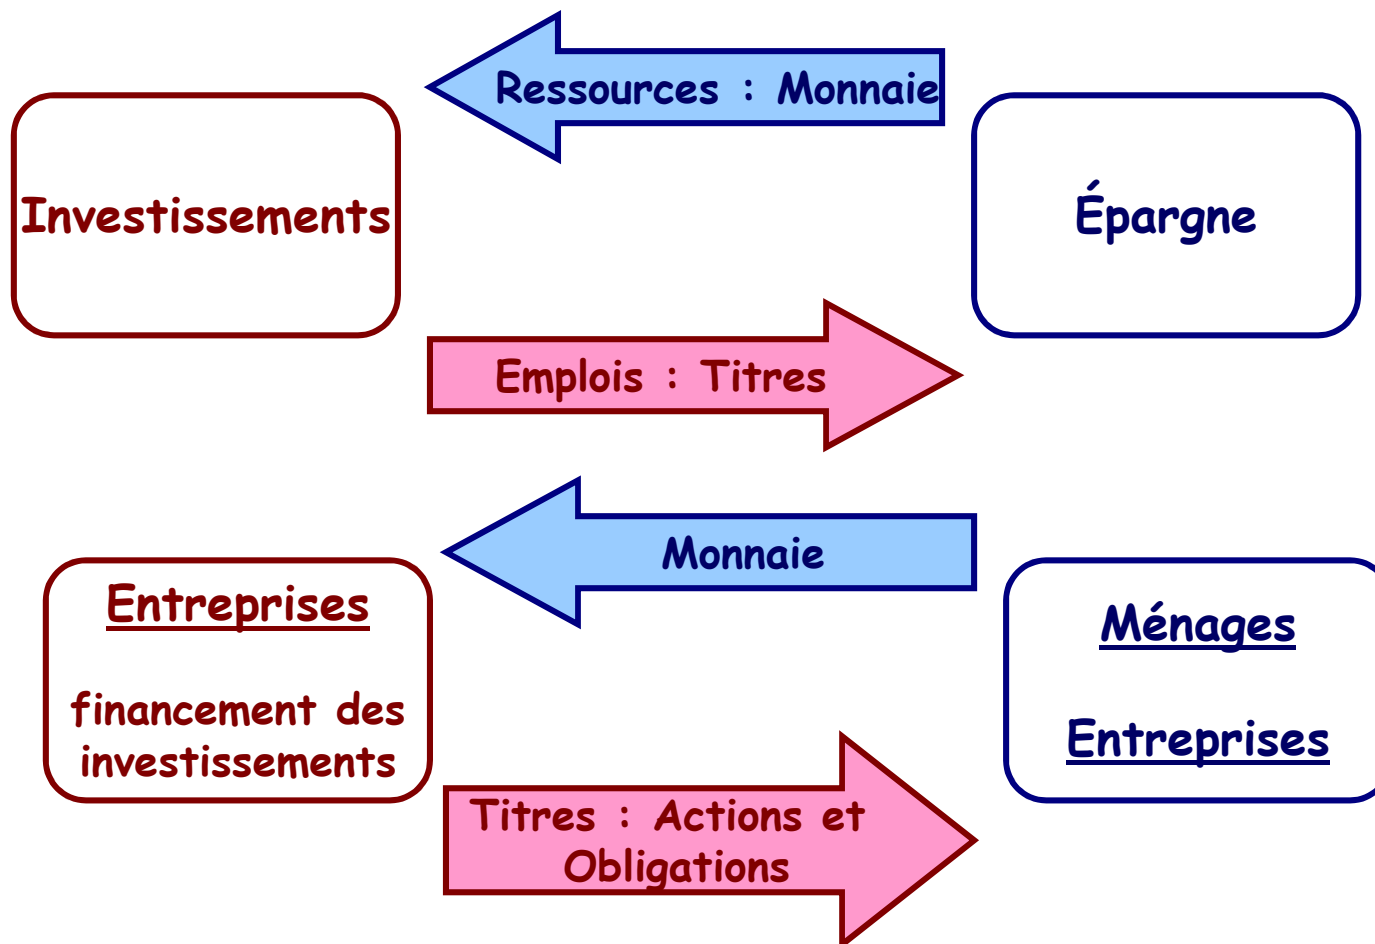 Ressources : Monnaie
Investissements
Épargne
Emplois : Titres
Monnaie
Entreprises
financement des
investissements
Ménages
Entreprises
Titres : Actions et
Obligations